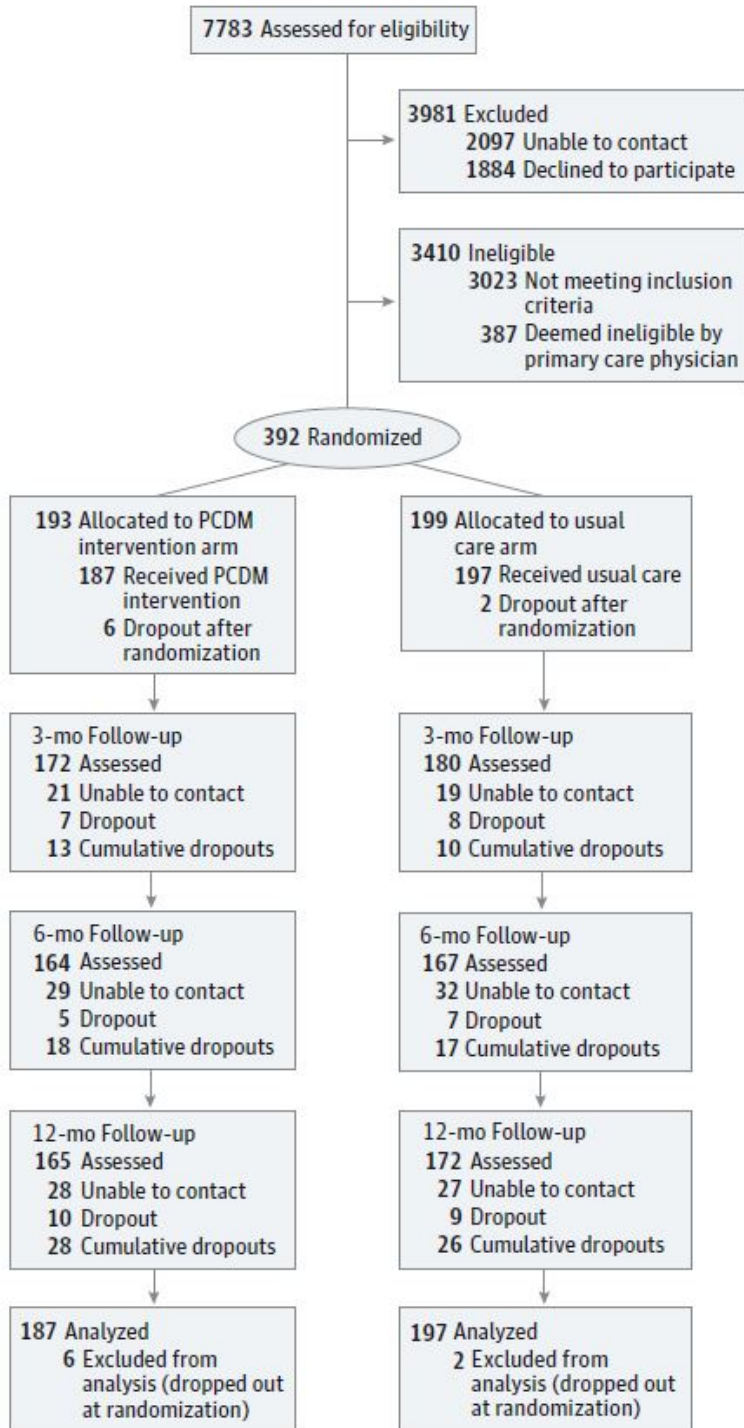 7783 Assessed for eligibility
3981 Excluded
2097 Unable to contact
1884 Declined to participate
3410 Ineligible
3023 Not meeting inclusion
criteria
387 Deemed ineligible by
primary care physician
392 Randomized
193 Allocated to PCDM
intervention arm
187 Received PCDM
intervention
6 Dropout after
randomization
199 Allocated to usual
care arm
197 Received usual care
2 Dropout after
randomization
3-mo Follow-up
172 Assessed
21 Unable to contact
7 Dropout
13 Cumulative dropouts
3-mo Follow-up
180 Assessed
19 Unable to contact
8 Dropout
10 Cumulative dropouts
6-mo Follow-up
164 Assessed
29 Unable to contact
5 Dropout
18 Cumulative dropouts
6-mo Follow-up
167 Assessed
32 Unable to contact
7 Dropout
17 Cumulative dropouts
12-mo Follow-up
165 Assessed
28 Unable to contact
10 Dropout
28 Cumulative dropouts
12-mo Follow-up
172 Assessed
27 Unable to contact
9 Dropout
26 Cumulative dropouts
187 Analyzed
6 Excluded from
analysis (dropped out
at randomization)
197 Analyzed
2 Excluded from
analysis (dropped out
at randomization)